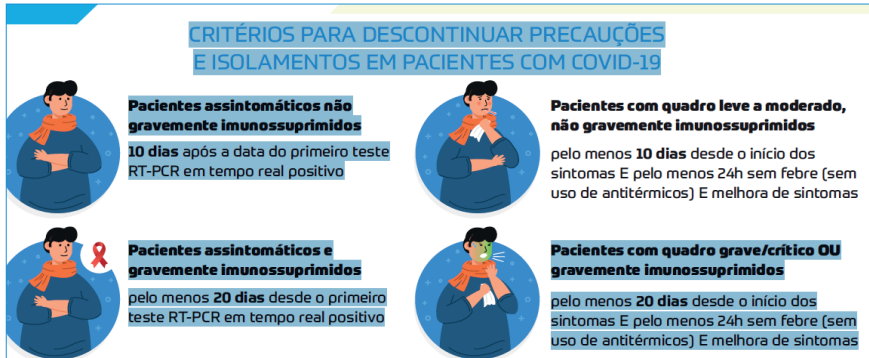 CRITÉRIOS PARA DESCONTINUAR PRECAUÇÕES
E ISOLAMENTOS EM PACIENTES COM COVID-19
Pacientes assintomáticos não
gravemente imunossuprimidos
10 dias após a data do primeiro teste
RT-PCR em tempo real positivo
Pacientes com quadro leve a moderado,
não gravemente imunossuprimidos
pelo menos 10 dias desde o início dos
sintomas E pelo menos 24h sem febre (sem
uso de antitérmicos) E melhora de sintomas
Pacientes assintomáticos e
gravemente imunossuprimidos
pelo menos 20 dias desde o primeiro
teste RT-PCR em tempo real positivo
Pacientes com quadro grave/crítico OU
gravemente imunossuprimidos
pelo menos 20 dias desde o início dos
sintomas E pelo menos 24h sem febre (sem
uso de antitérmicos) E melhora de sintomas